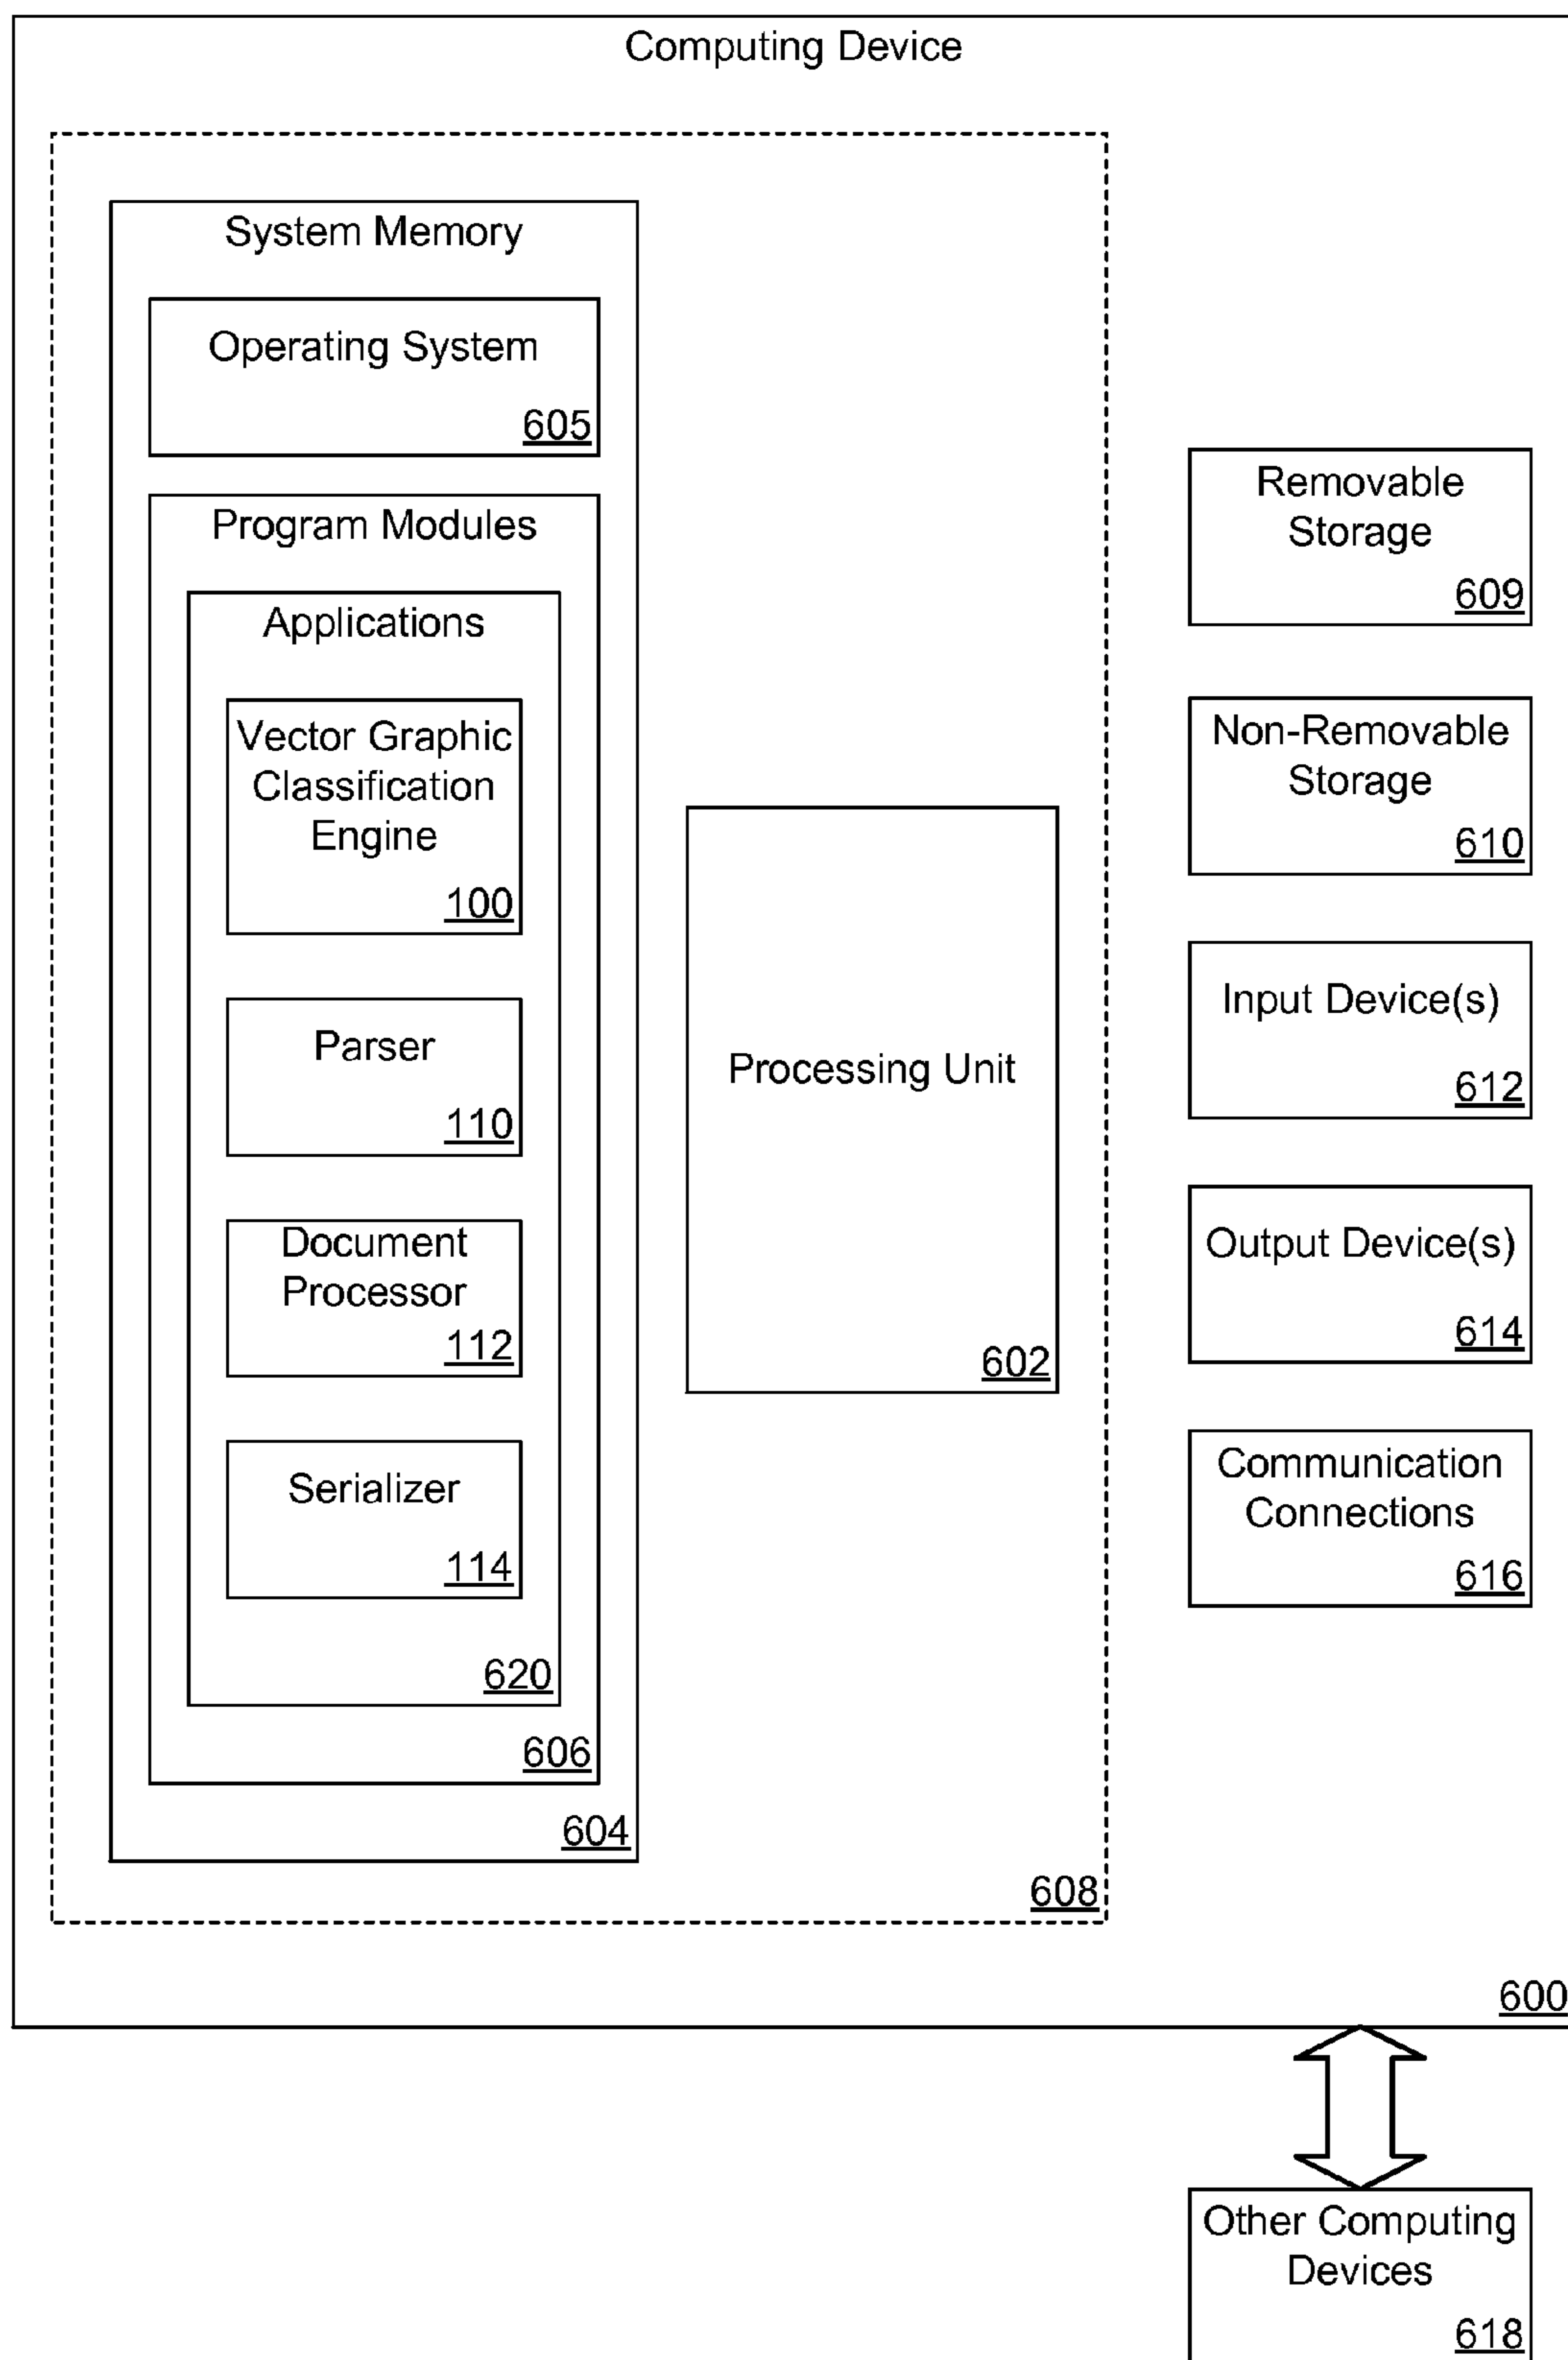 Computing Device
System Memory
Operating System
605
Program Modules
Applications
Vector Graphic
Classification
Engine
100
Parser
110
Document
Processor
112
Serializer
114
620
606
604
Processing Unit
602
608
Removable
Storage
609
Non-Removable
Storage
610
Input Device(s)
612
Output Device(s)
614
Communication
Connections
616
600
Other Computing
Devices
618